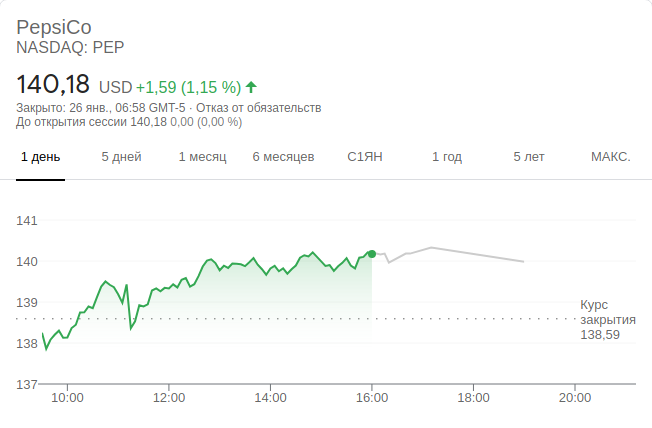 PepsiCo
NASDAQ: PEP
140,18 USD +1,59 (1,15 %)
Закрыто: 26 янв., 06:58 GMT-5 · Отказ от обязательств
До открытия сессии 140,18 0,00 (0,00 %)
1 день 5 дней 1 месяц 6 месяцев С1ЯН 1 год 5 лет МАКС.
141
140
139
Курс
закрытия
138,59
138
137
10:00 12:00 14:00 16:00 18:00 20:00